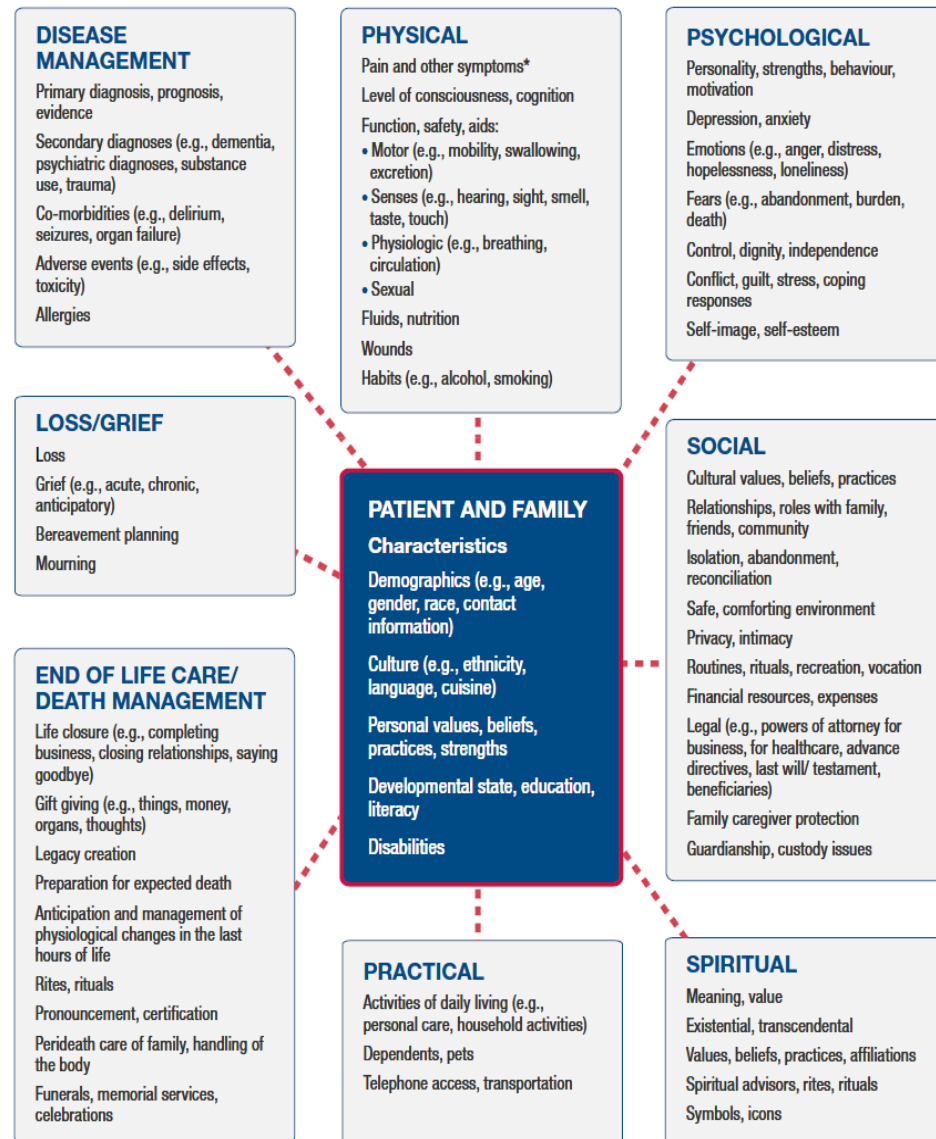 DISEASE
MANAGEMENT
Primary diagnosis, prognosis,
evidence
Secondary diagnoses (e.g., dementia,
psychiatric diagnoses, substance
use, trauma)
Co-morbidities (e.g., delirium,
seizures, organ failure)
Adverse events (e.g., side effects,
toxicity)
Allergies
PHYSICAL
Pain and other symptoms*
Level of consciousness, cognition
Function, safety, aids:
• Motor (e.g., mobility, swallowing,
excretion)
• Senses (e.g., hearing, sight, smell,
taste, touch)
• Physiologic (e.g., breathing,
circulation)
• Sexual
Fluids, nutrition
Wounds
Habits (e.g., alcohol, smoking)
PSYCHOLOGICAL
Personality, strengths, behaviour,
motivation
Depression, anxiety
Emotions (e.g., anger, distress,
hopelessness, loneliness)
Fears (e.g., abandonment, burden,
death)
Control, dignity, independence
Conflict, guilt, stress, coping
responses
Self-image, self-esteem
LOSS/GRIEF
Loss
Grief (e.g., acute, chronic,
anticipatory)
Bereavement planning
Mourning
PATIENT AND FAMILY
Characteristics
Demographics (e.g., age,
gender, race, contact
information)
Culture (e.g., ethnicity,
language, cuisine)
Personal values, beliefs,
practices, strengths
Developmental state, education,
literacy
Disabilities
SOCIAL
Cultural values, beliefs, practices
Relationships, roles with family,
friends, community
Isolation, abandonment,
reconciliation
Safe, comforting environment
Privacy, intimacy
Routines, rituals, recreation, vocation
Financial resources, expenses
Legal (e.g., powers of attorney for
business, for healthcare, advance
directives, last will/ testament,
beneficiaries)
Family caregiver protection
Guardianship, custody issues
END OF LIFE CARE/
DEATH MANAGEMENT
Life closure (e.g., completing
business, closing relationships, saying
goodbye)
Gift giving (e.g., things, money,
organs, thoughts)
Legacy creation
Preparation for expected death
Anticipation and management of
physiological changes in the last
hours of life
Rites, rituals
Pronouncement, certification
Perideath care of family, handling of
the body
Funerals, memorial services,
celebrations
PRACTICAL
Activities of daily living (e.g.,
personal care, household activities)
Dependents, pets
Telephone access, transportation
SPIRITUAL
Meaning, value
Existential, transcendental
Values, beliefs, practices, affiliations
Spiritual advisors, rites, rituals
Symbols, icons